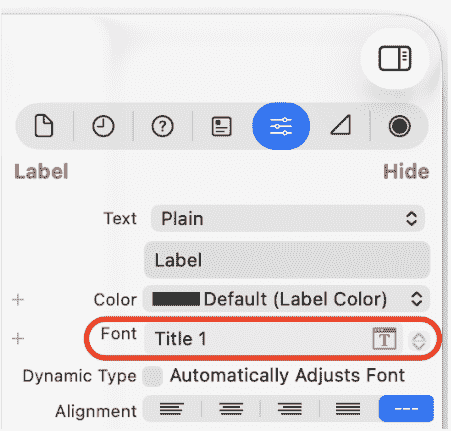 Label Hide
Text Plain
Label
Color Default (Label Color)
Font Title 1 T
Dynamic Type Automatically Adjusts Font
Alignment ---